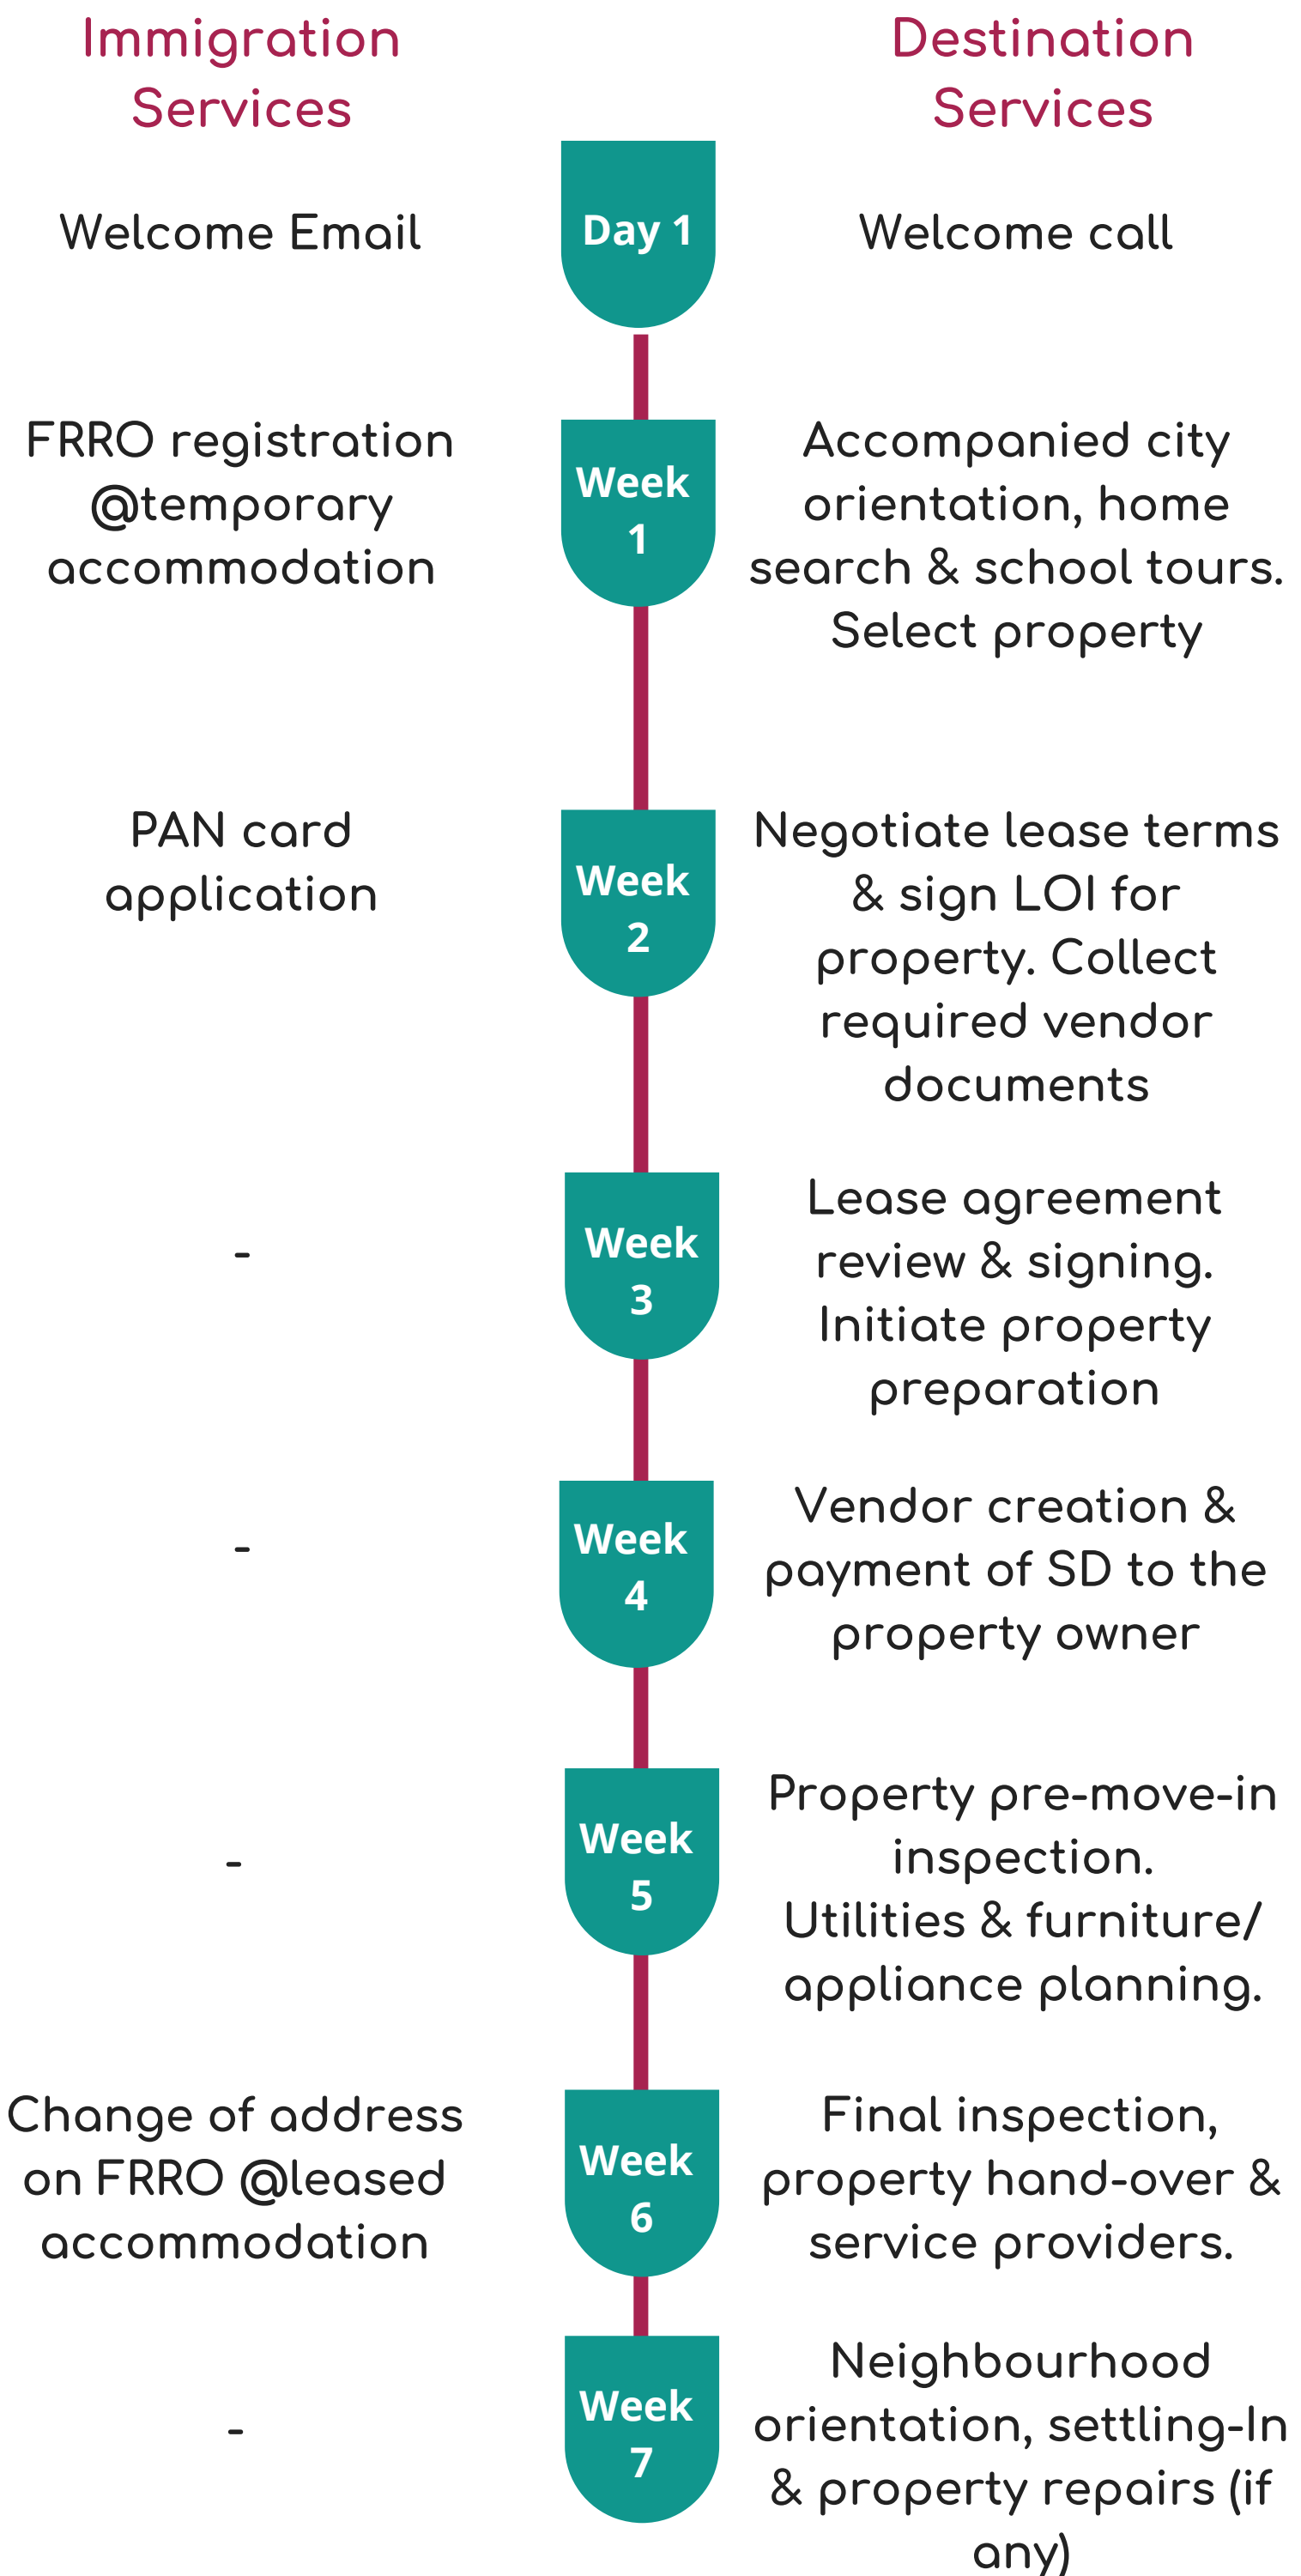 Immigration
Services
Destination
Services
Welcome Email
Day 1
Welcome call
FRRO registration
@temporary
accommodation
Week
1
Accompanied city
orientation, home
search & school tours.
Select property
PAN card
application
Week
2
Negotiate lease terms
& sign LOI for
property. Collect
required vendor
documents
-
Week
3
Lease agreement
review & signing.
Initiate property
preparation
-
Week
4
Vendor creation &
payment of SD to the
property owner
-
Week
5
Property pre-move-in
inspection.
Utilities & furniture/
appliance planning.
Change of address
on FRRO @leased
accommodation
Week
6
Final inspection,
property hand-over &
service providers.
-
Week
7
Neighbourhood
orientation, settling-In
& property repairs (if
any)